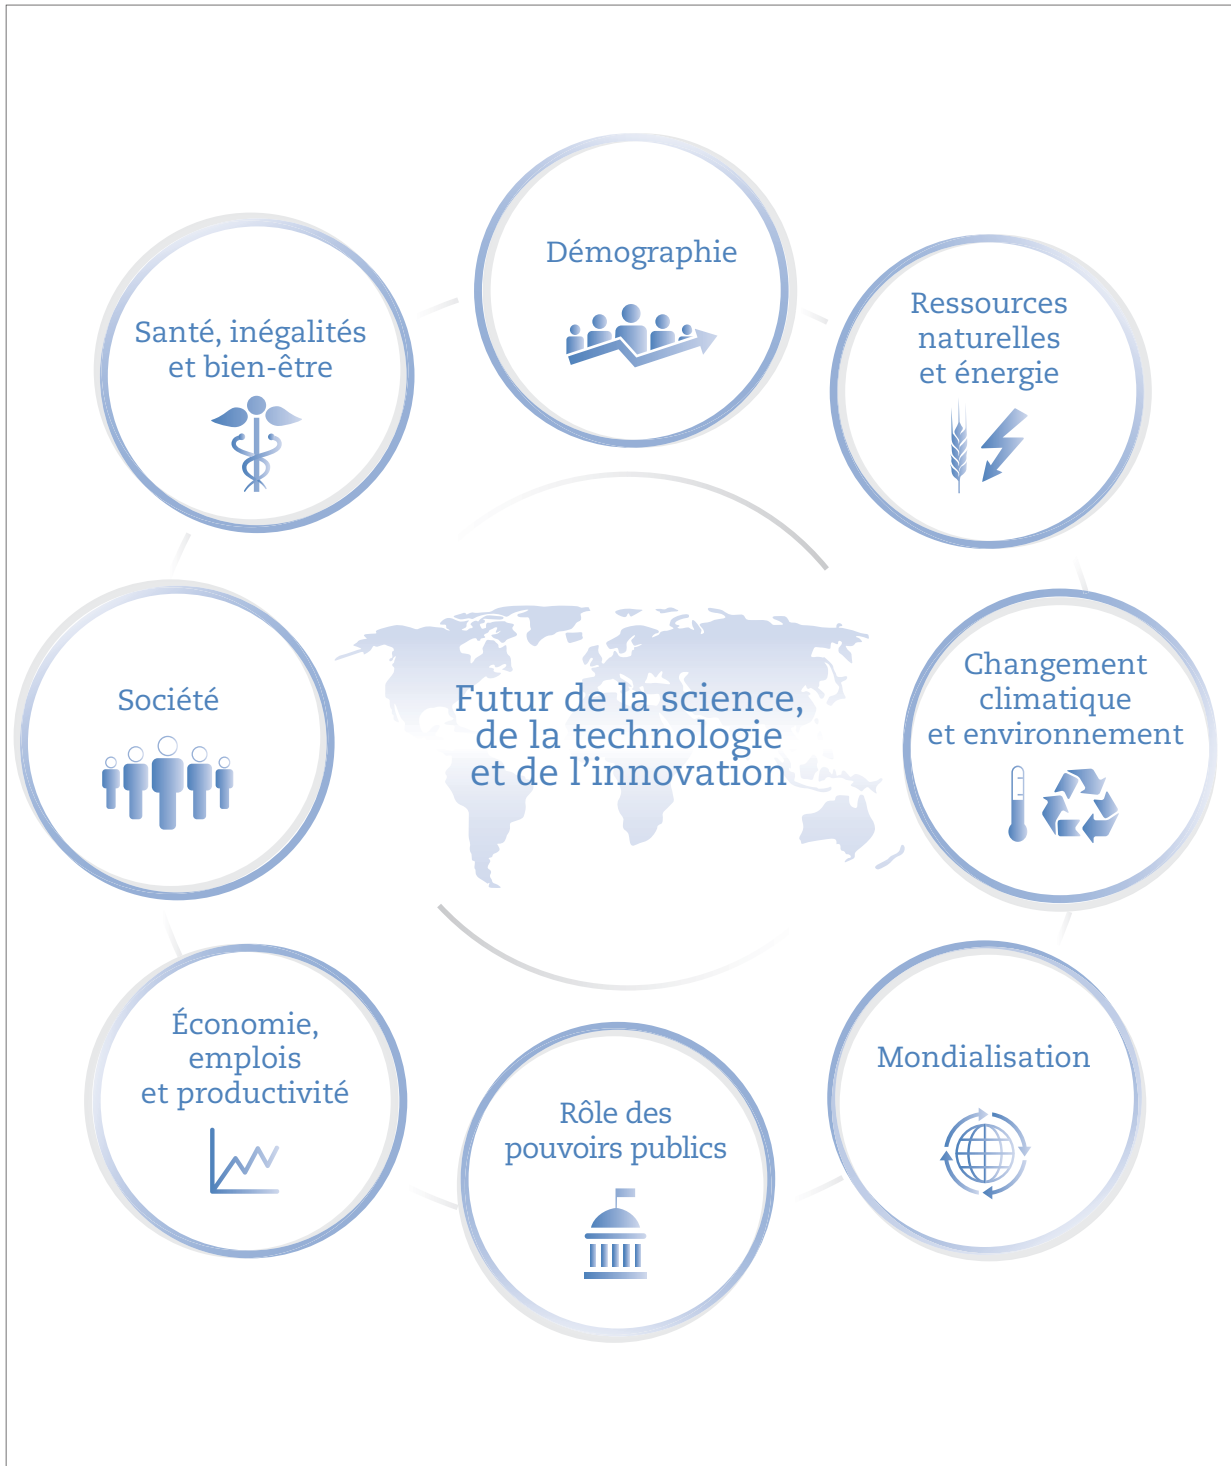 Démographie
Ressources
naturelles
et énergie
Changement
climatique
et environnement
Mondialisation
Rôle des
pouvoirs publics
Économie,
emplois
et productivité
Société
Santé, inégalités
et bien-être
Futur de la science,
de la technologie
et de l'innovation